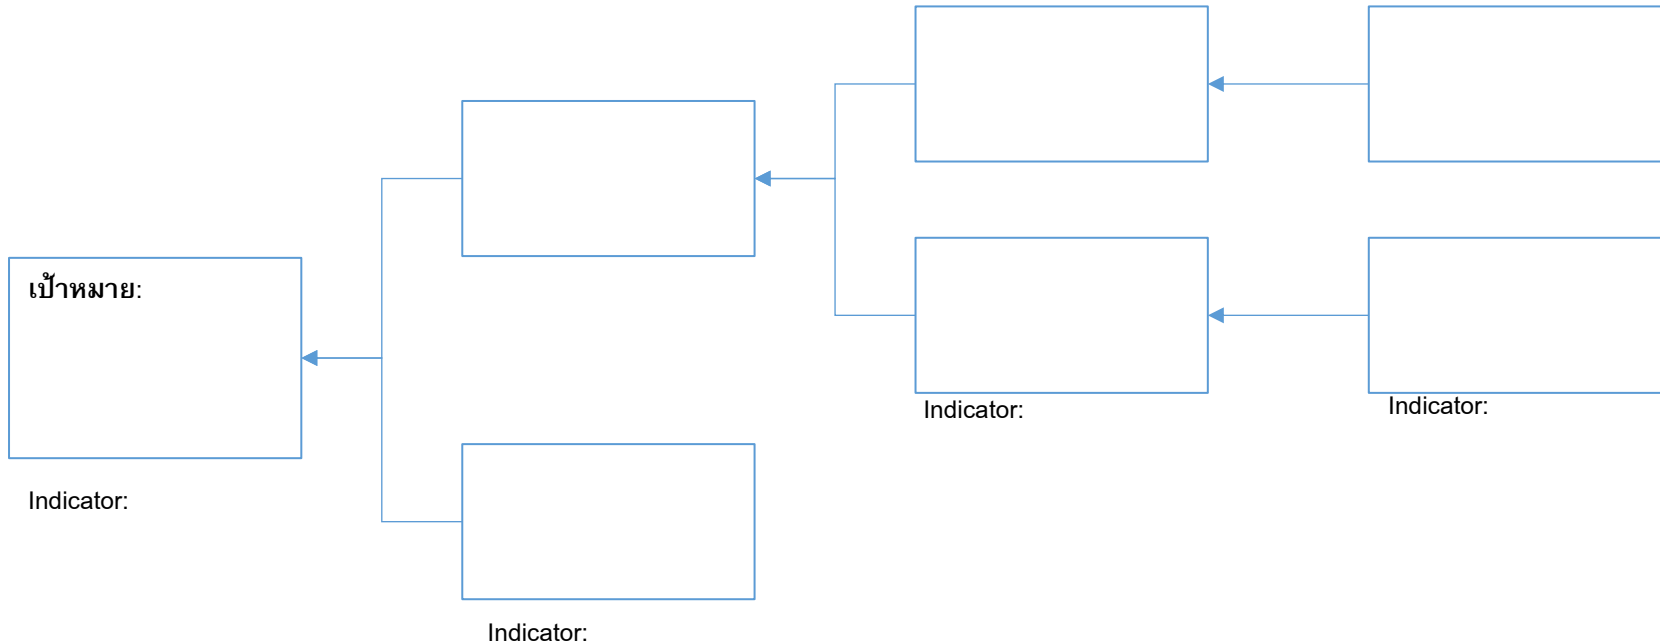 เป้าหมาย:
Indicator:
Indicator:
Indicator:
Indicator: